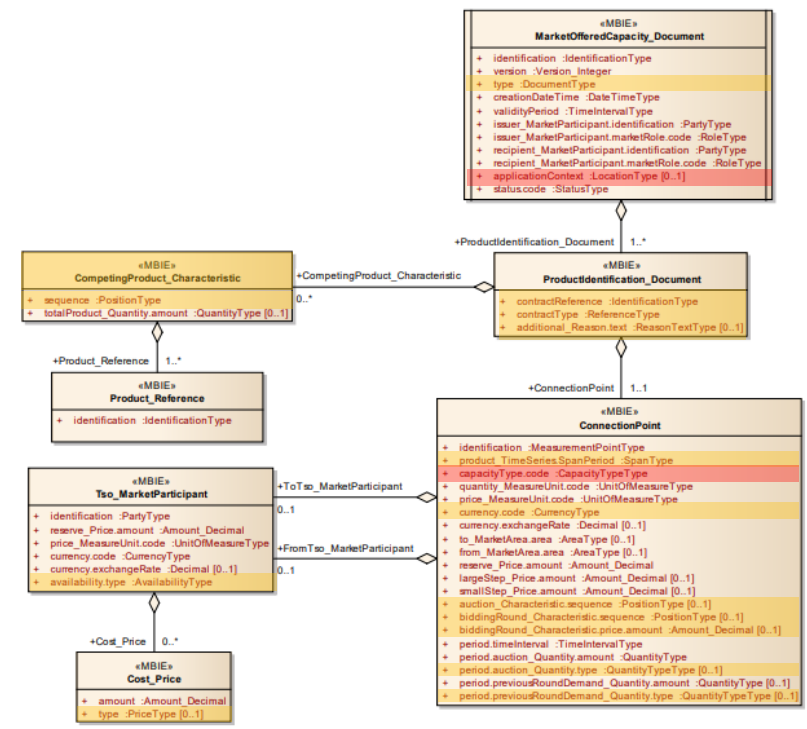 «MBIE»
MarketOfferedCapacity_Document
+ identification :IdentificationType
+ version :Version_Integer
+ type :DocumentType
+ creationDateTime :DateTimeType
+ validityPeriod :TimeIntervalType
+ issuer_MarketParticipant.identification :PartyType
+ issuer_MarketParticipant.marketRole.code :RoleType
+ recipient_MarketParticipant.identification :PartyType
+ recipient_MarketParticipant.marketRole.code :RoleType
+ applicationContext :LocationType [0..1]
+ status.code :StatusType
+ProductIdentification_Document 1..*
«MBIE»
CompetingProduct_Characteristic
+ sequence :PositionType
+ totalProduct_Quantity.amount :QuantityType [0..1]
+CompetingProduct_Characteristic
0..*
«MBIE»
ProductIdentification_Document
+ contractReference :IdentificationType
+ contractType :ReferenceType
+ additional_Reason.text :ReasonTextType [0..1]
+Product_Reference 1..*
«MBIE»
Product_Reference
+ identification :IdentificationType
+ConnectionPoint 1..1
«MBIE»
ConnectionPoint
+ identification :MeasurementPointType
+ product_TimeSeries.SpanPeriod :SpanType
+ capacityType.code :CapacityTypeType
+ quantity_MeasureUnit.code :UnitOfMeasureType
+ price_MeasureUnit.code :UnitOfMeasureType
+ currency.code :CurrencyType
+ currency.exchangeRate :Decimal [0..1]
+ to_MarketArea.area :AreaType [0..1]
+ from_MarketArea.area :AreaType [0..1]
+ reserve_Price.amount :Amount_Decimal
+ largeStep_Price.amount :Amount_Decimal [0..1]
+ smallStep_Price.amount :Amount_Decimal [0..1]
+ auction_Characteristic.sequence :PositionType [0..1]
+ biddingRound_Characteristic.sequence :PositionType [0..1]
+ biddingRound_Characteristic.price.amount :Amount_Decimal [0..1]
+ period.timeInterval :TimeIntervalType
+ period.auction_Quantity.amount :QuantityType
+ period.auction_Quantity.type :QuantityTypeType [0..1]
+ period.previousRoundDemand_Quantity.amount :QuantityType [0..1]
+ period.previousRoundDemand_Quantity.type :QuantityTypeType [0..1]
«MBIE»
Tso_MarketParticipant
+ identification :PartyType
+ reserve_Price.amount :Amount_Decimal
+ price_MeasureUnit.code :UnitOfMeasureType
+ currency.code :CurrencyType
+ currency.exchangeRate :Decimal [0..1]
+ availability.type :AvailabilityType
+ToTso_MarketParticipant
0..1
+FromTso_MarketParticipant
0..1
+Cost_Price 0..*
«MBIE»
Cost_Price
+ amount :Amount_Decimal
+ type :PriceType [0..1]